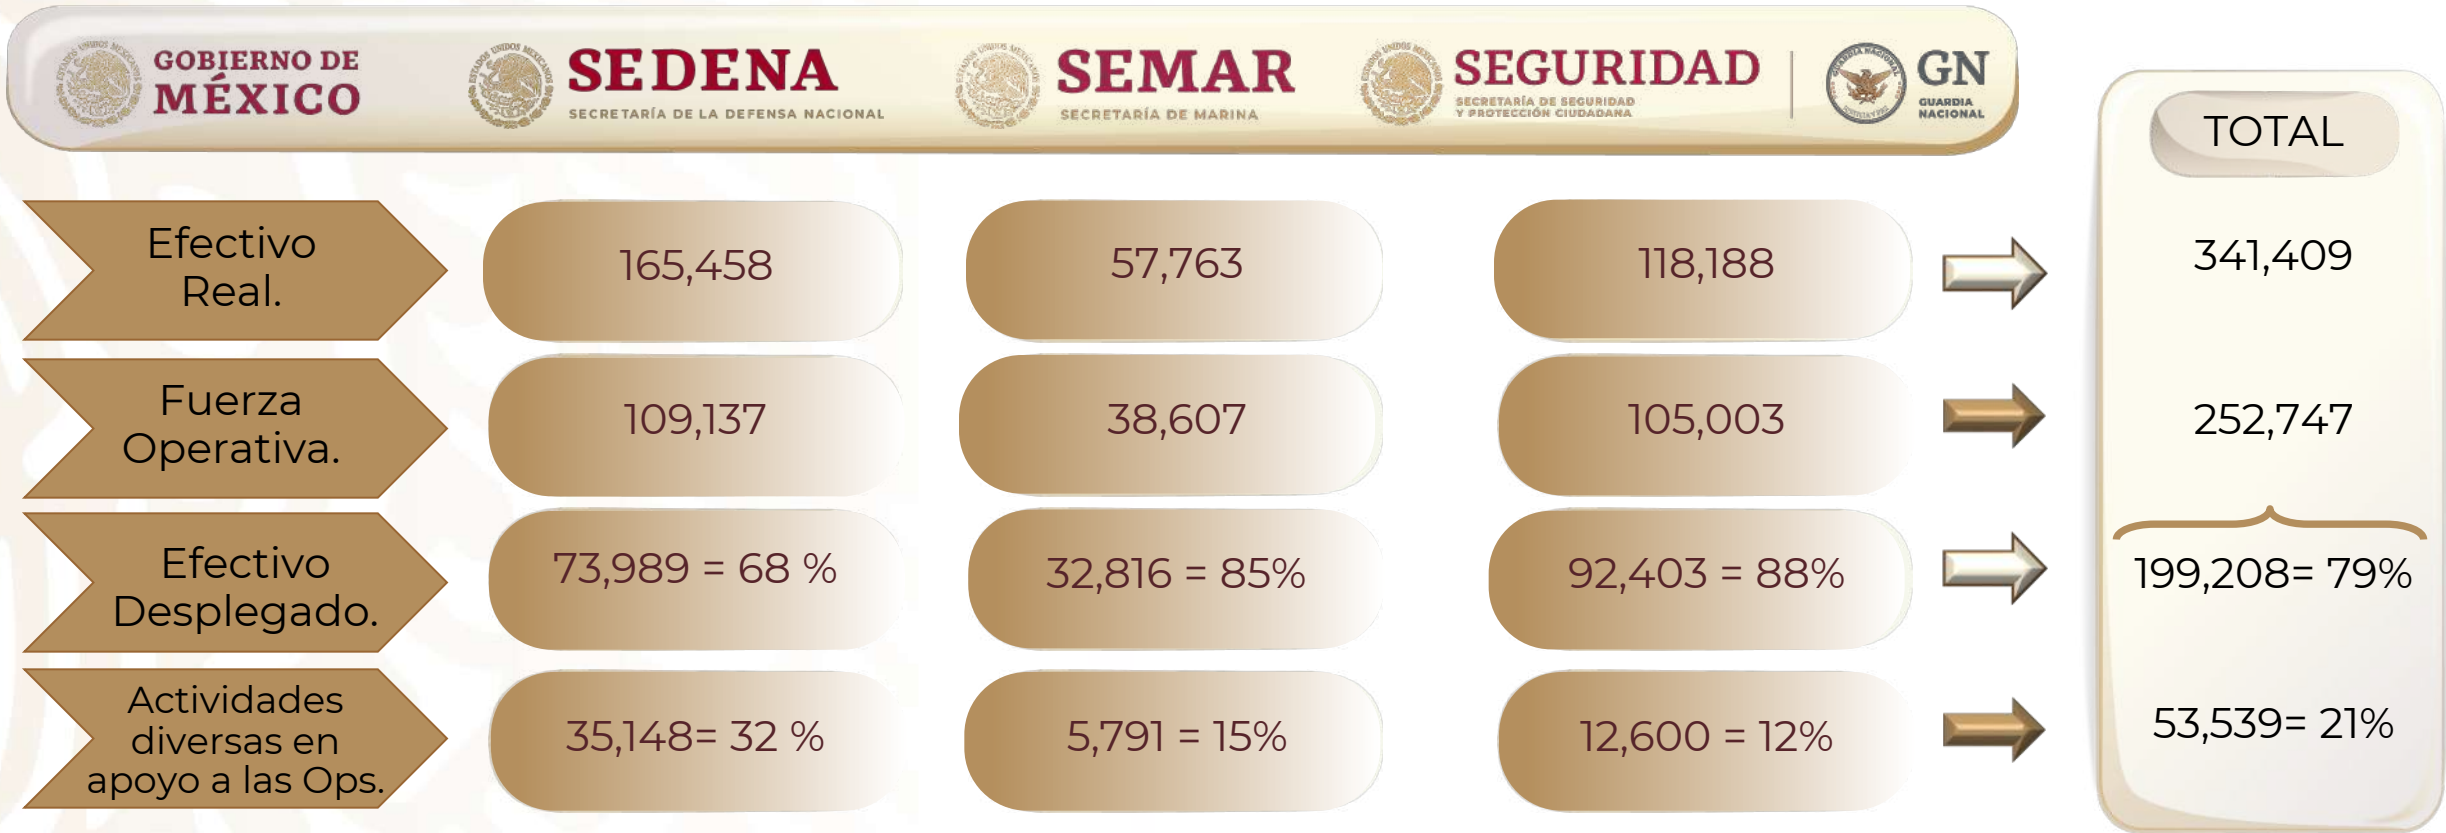 GOBIERNO DE
MÉXICO
SEDENA
SECRETARÍA DE LA DEFENSA NACIONAL
SEMAR
SECRETARÍA DE MARINA
SEGURIDAD
SECRETARÍA DE SEGURIDAD
Y PROTECCIÓN CIUDADANA
GN
GUARDIA
NACIONAL
TOTAL
Efectivo
Real.
165,458
57,763
118,188
341,409
Fuerza
Operativa.
109,137
38,607
105,003
252,747
Efectivo
Desplegado.
73,989 = 68 %
32,816 = 85%
92,403 = 88%
199,208= 79%
Actividades
diversas en
apoyo a las Ops.
35,148= 32 %
5,791 = 15%
12,600 = 12%
53,539= 21%